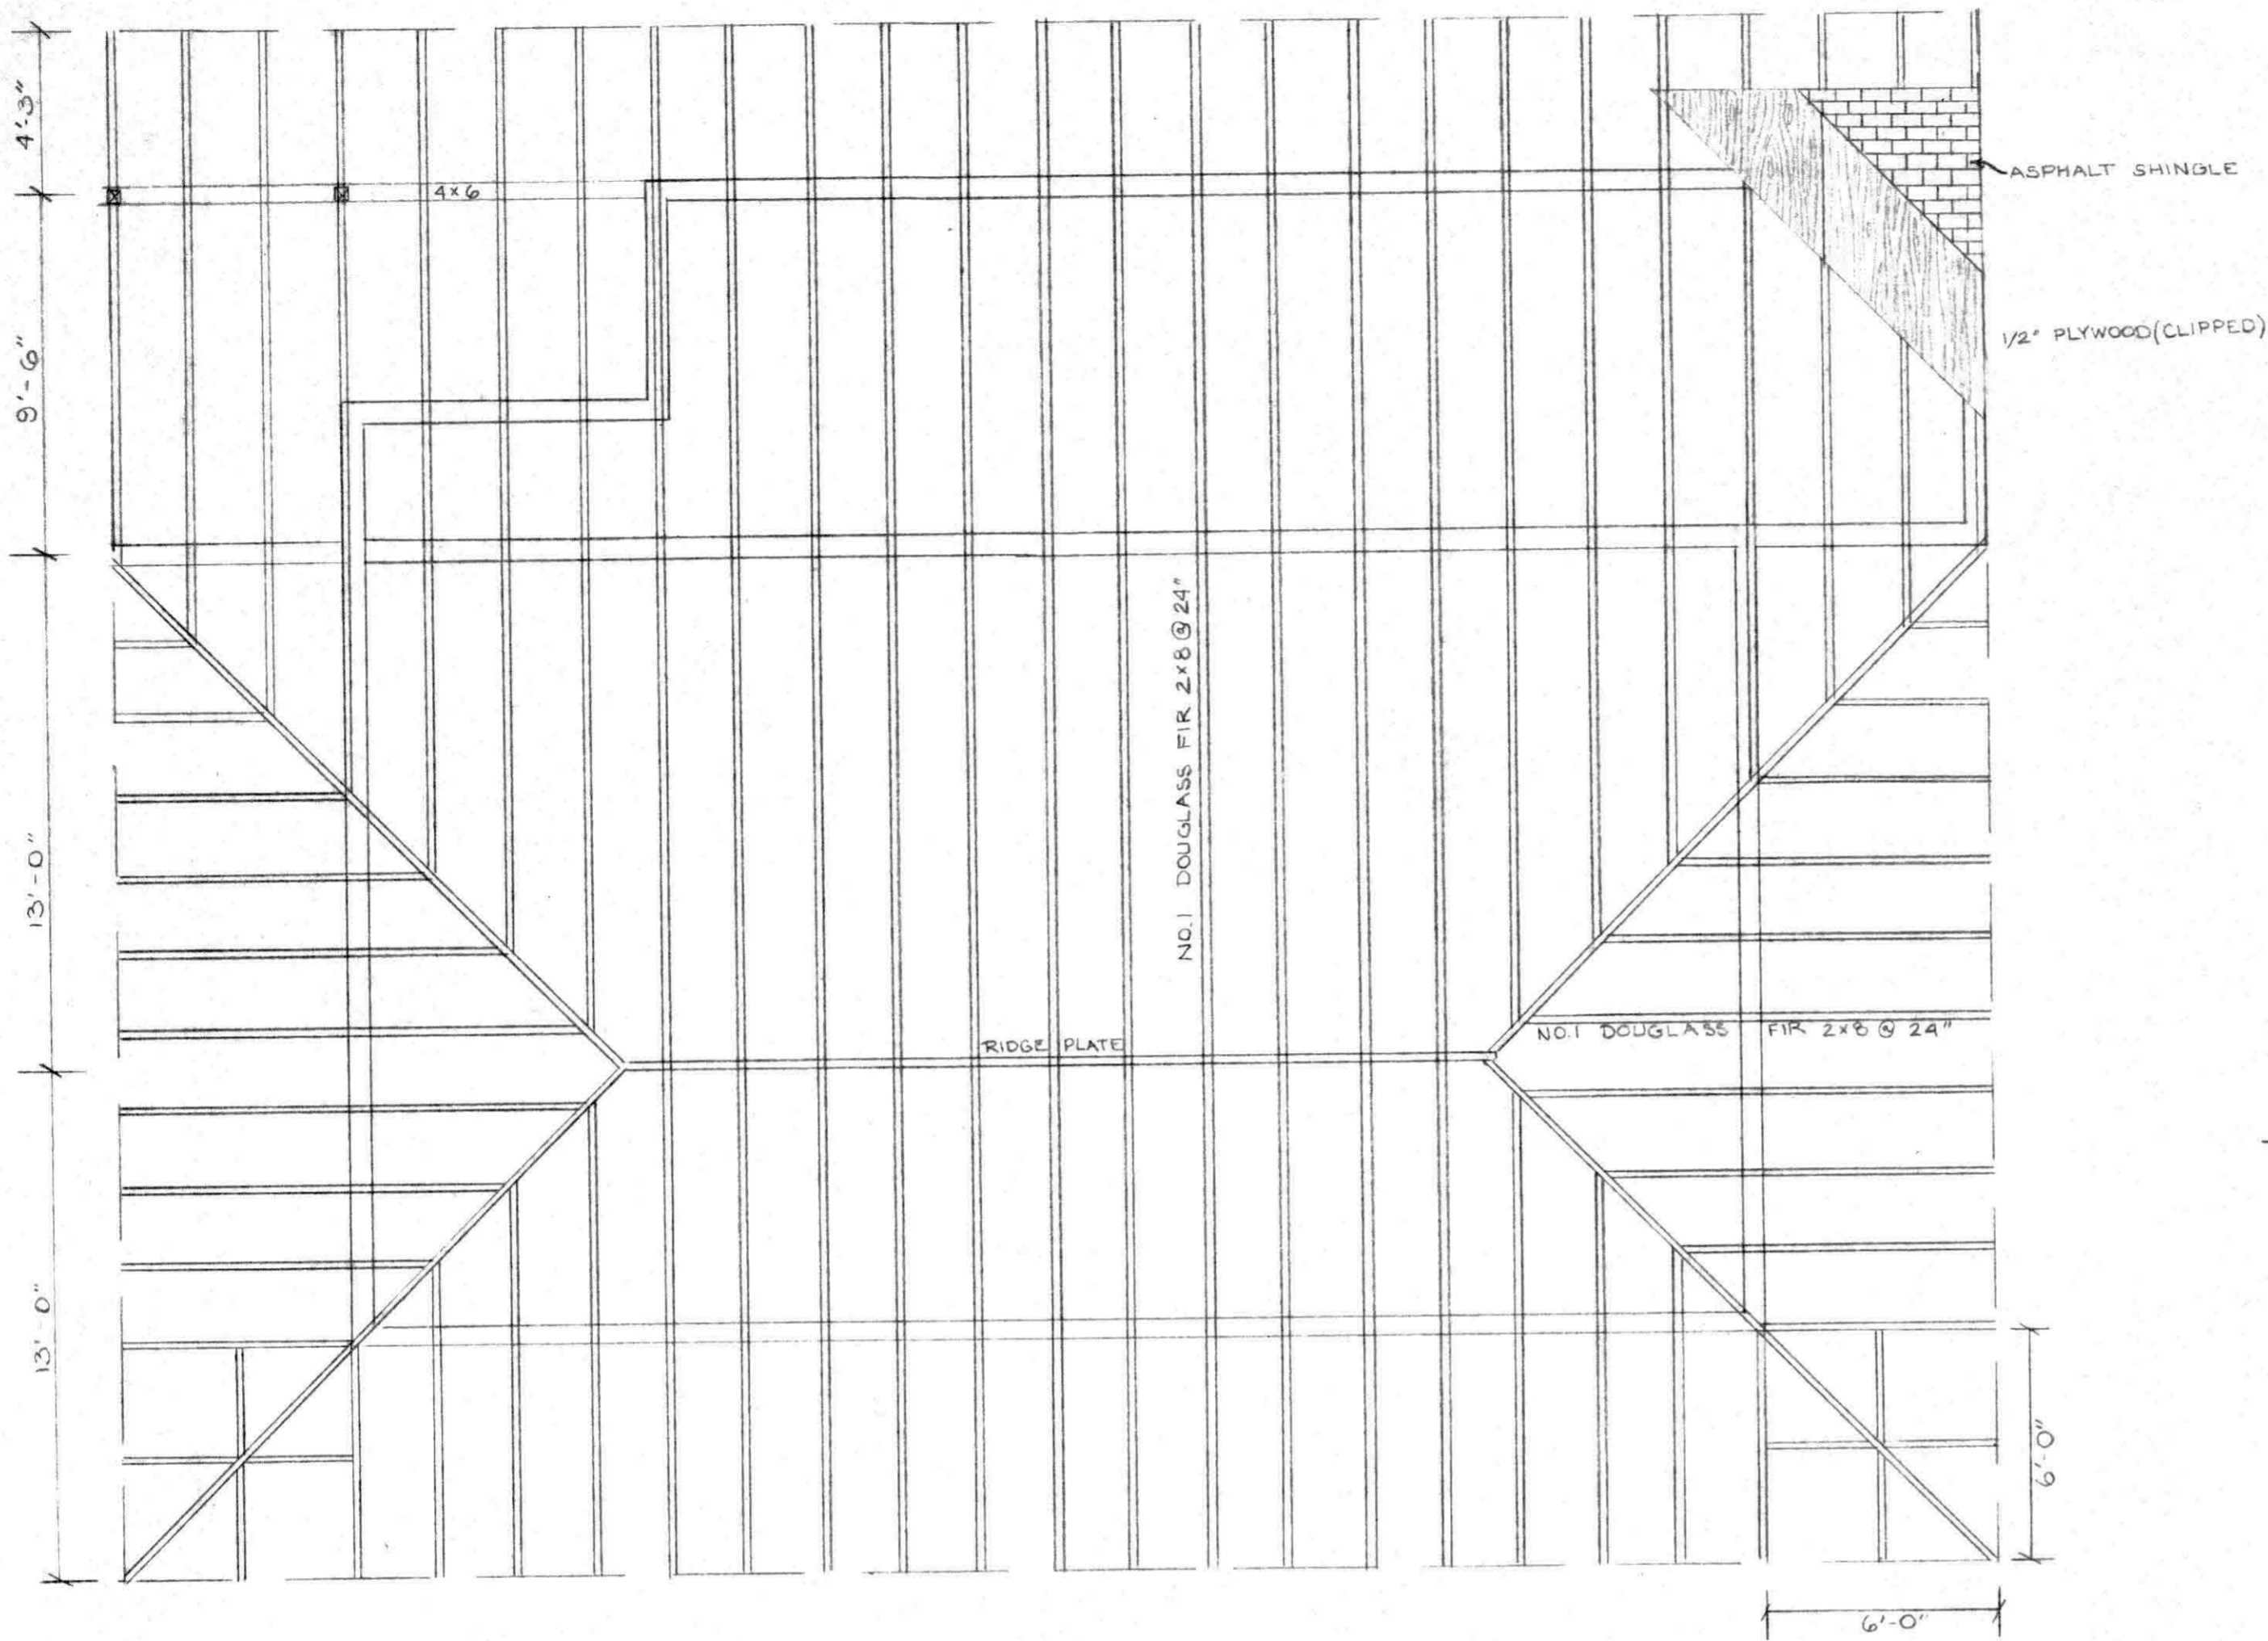 4'-3"
4x6
ASPHALT SHINGLE
9'-6"
1/2" PLYWOOD(CLIPPED)
NO.1 DOUGLASS FIR 2x8 @ 24"
13'-0"
RIDGE PLATE
NO.1 DOUGLASS FIR 2x8 @ 24"
13'-0"
6'-0"
6'-0"